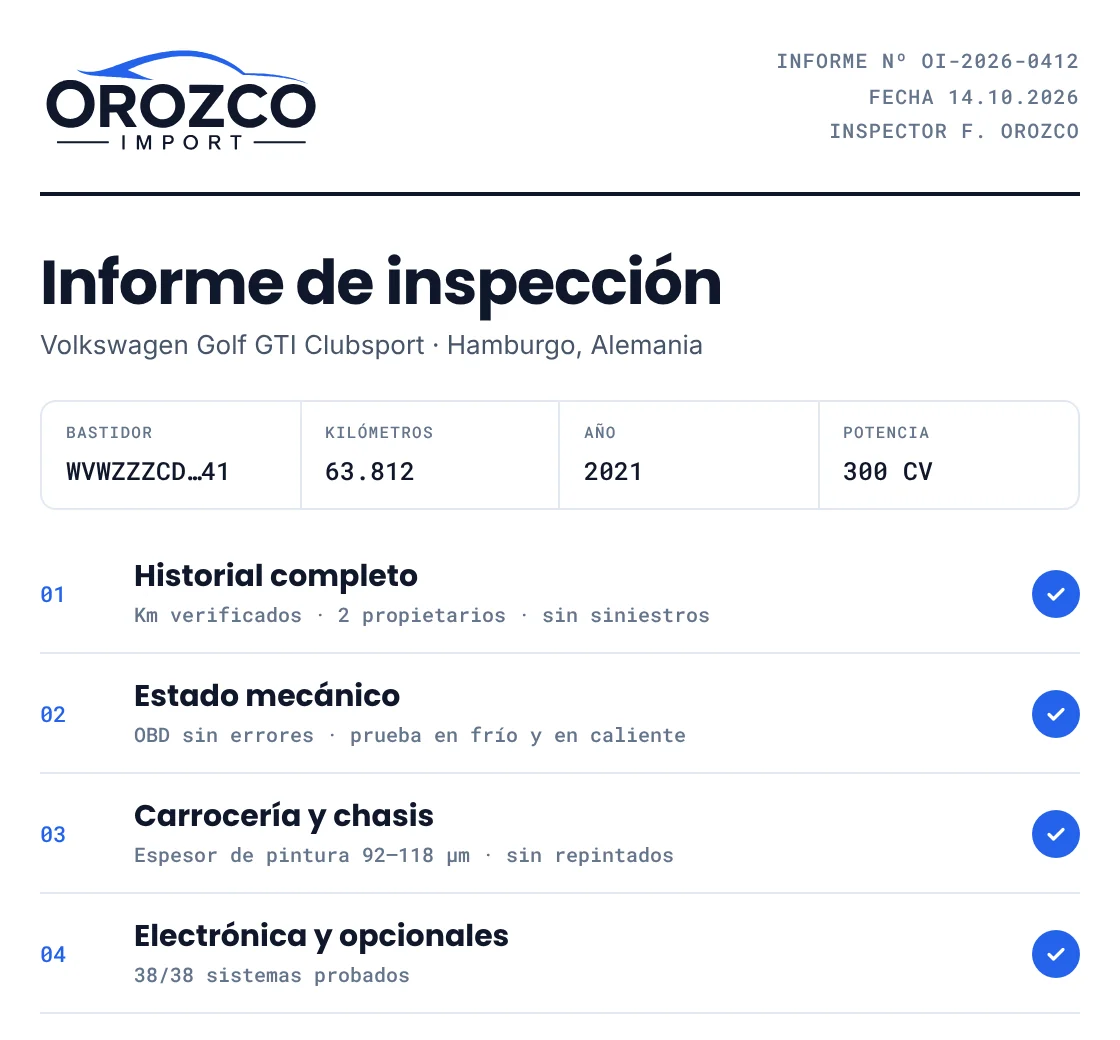 OROZCO
IMPORT
INFORME Nº OI-2026-0412
FECHA 14.10.2026
INSPECTOR F. OROZCO
Informe de inspección
Volkswagen Golf GTI Clubsport · Hamburgo, Alemania
BASTIDOR
WVWZZZCD…41
KILÓMETROS
63.812
AÑO
2021
POTENCIA
300 CV
01
Historial completo
Km verificados · 2 propietarios · sin siniestros
02
Estado mecánico
OBD sin errores · prueba en frío y en caliente
03
Carrocería y chasis
Espesor de pintura 92–118 µm · sin repintados
04
Electrónica y opcionales
38/38 sistemas probados